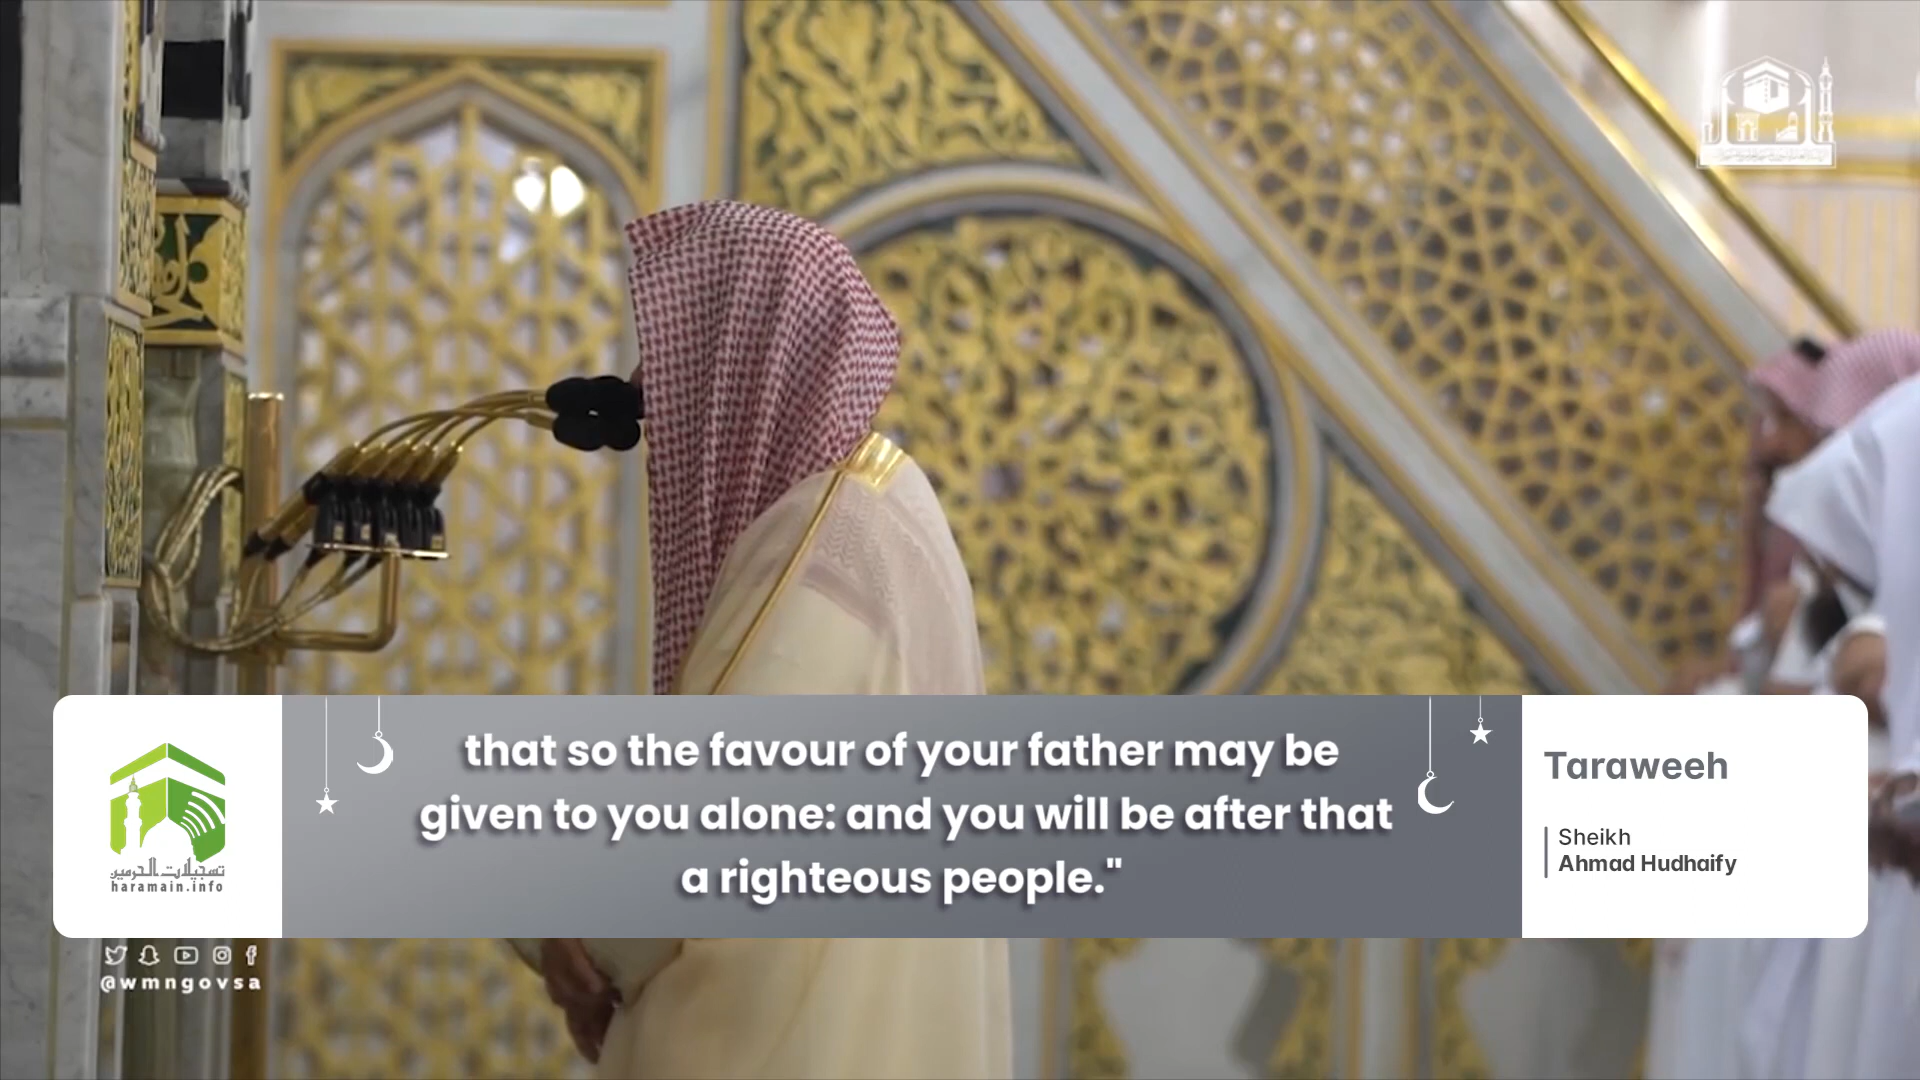 that so the favour of your father may be
given to you alone: and you will be after that
a righteous people."
Taraweeh
Sheikh
Ahmad Hudhaify
تسجيلات الحرمين
haramain.info
@wmngovsa